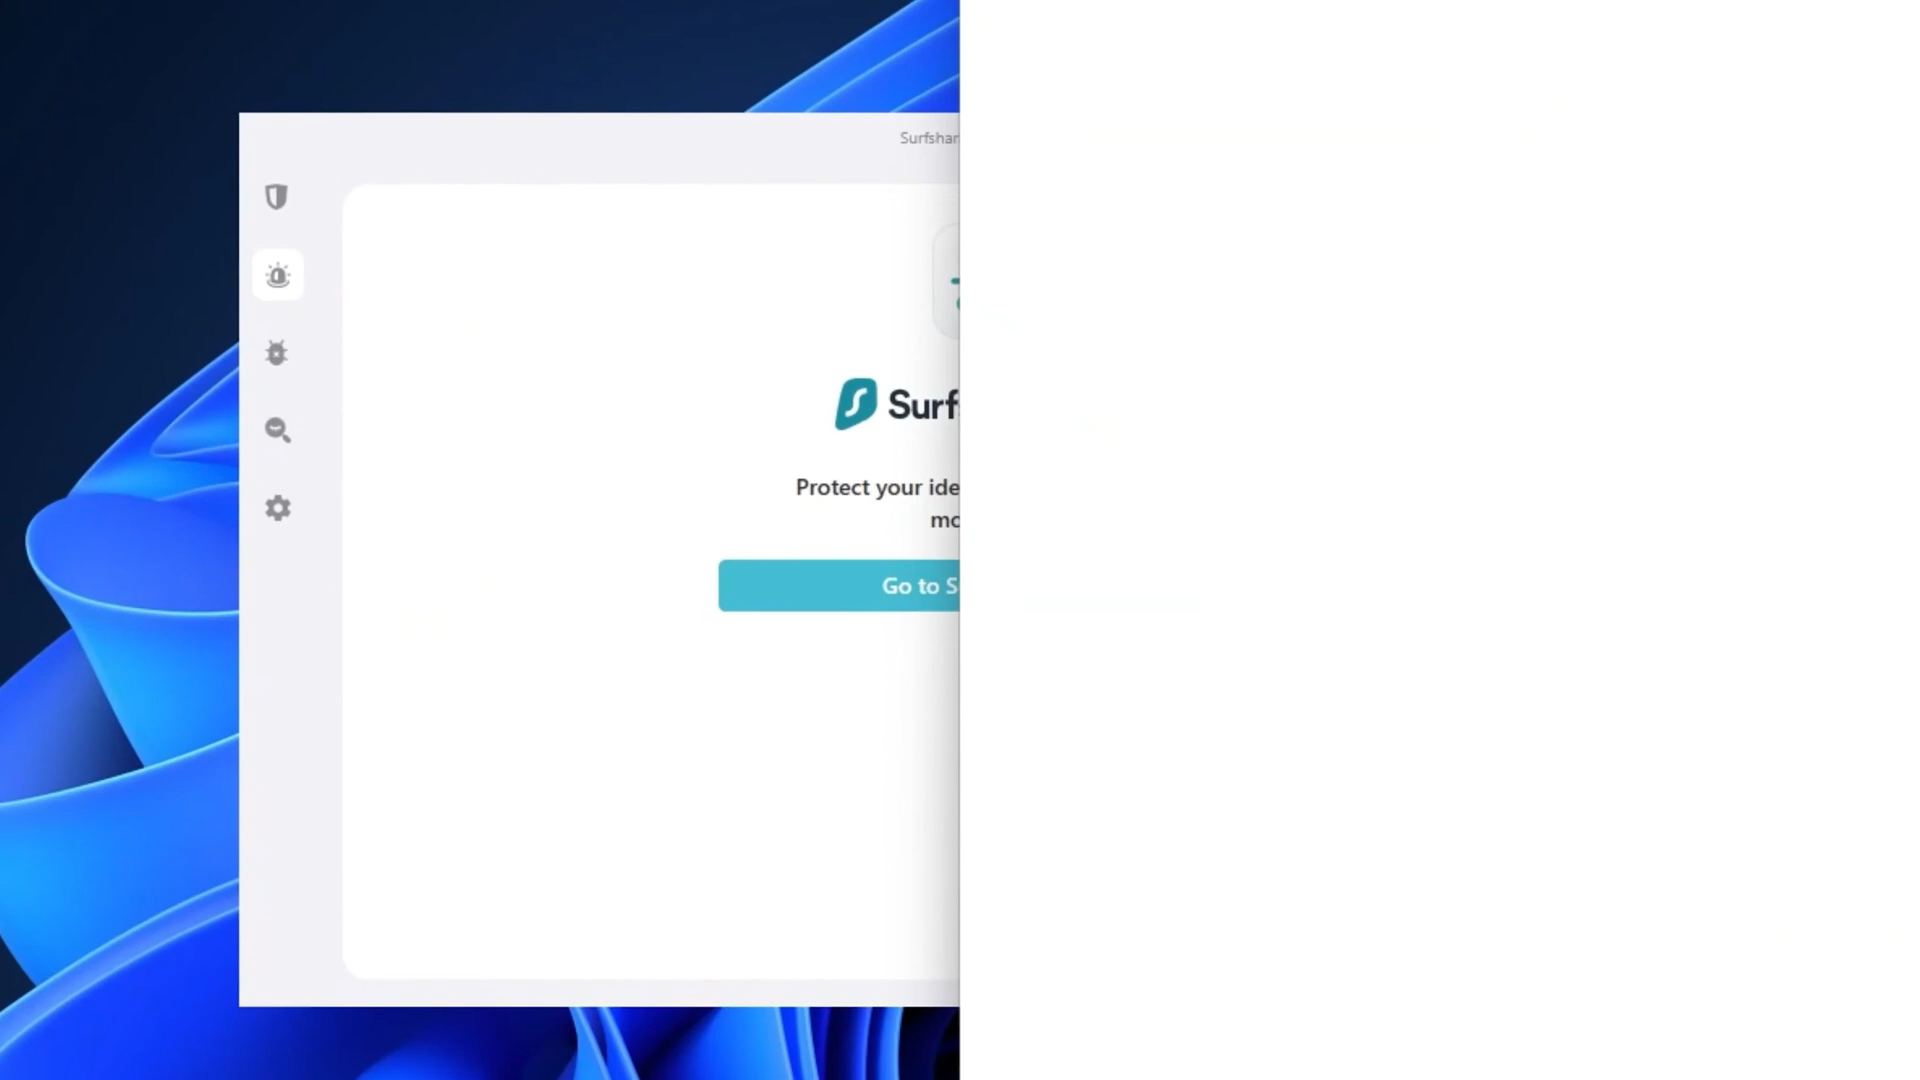 Surfshar
Surf
Protect your ide
mo
Go to S